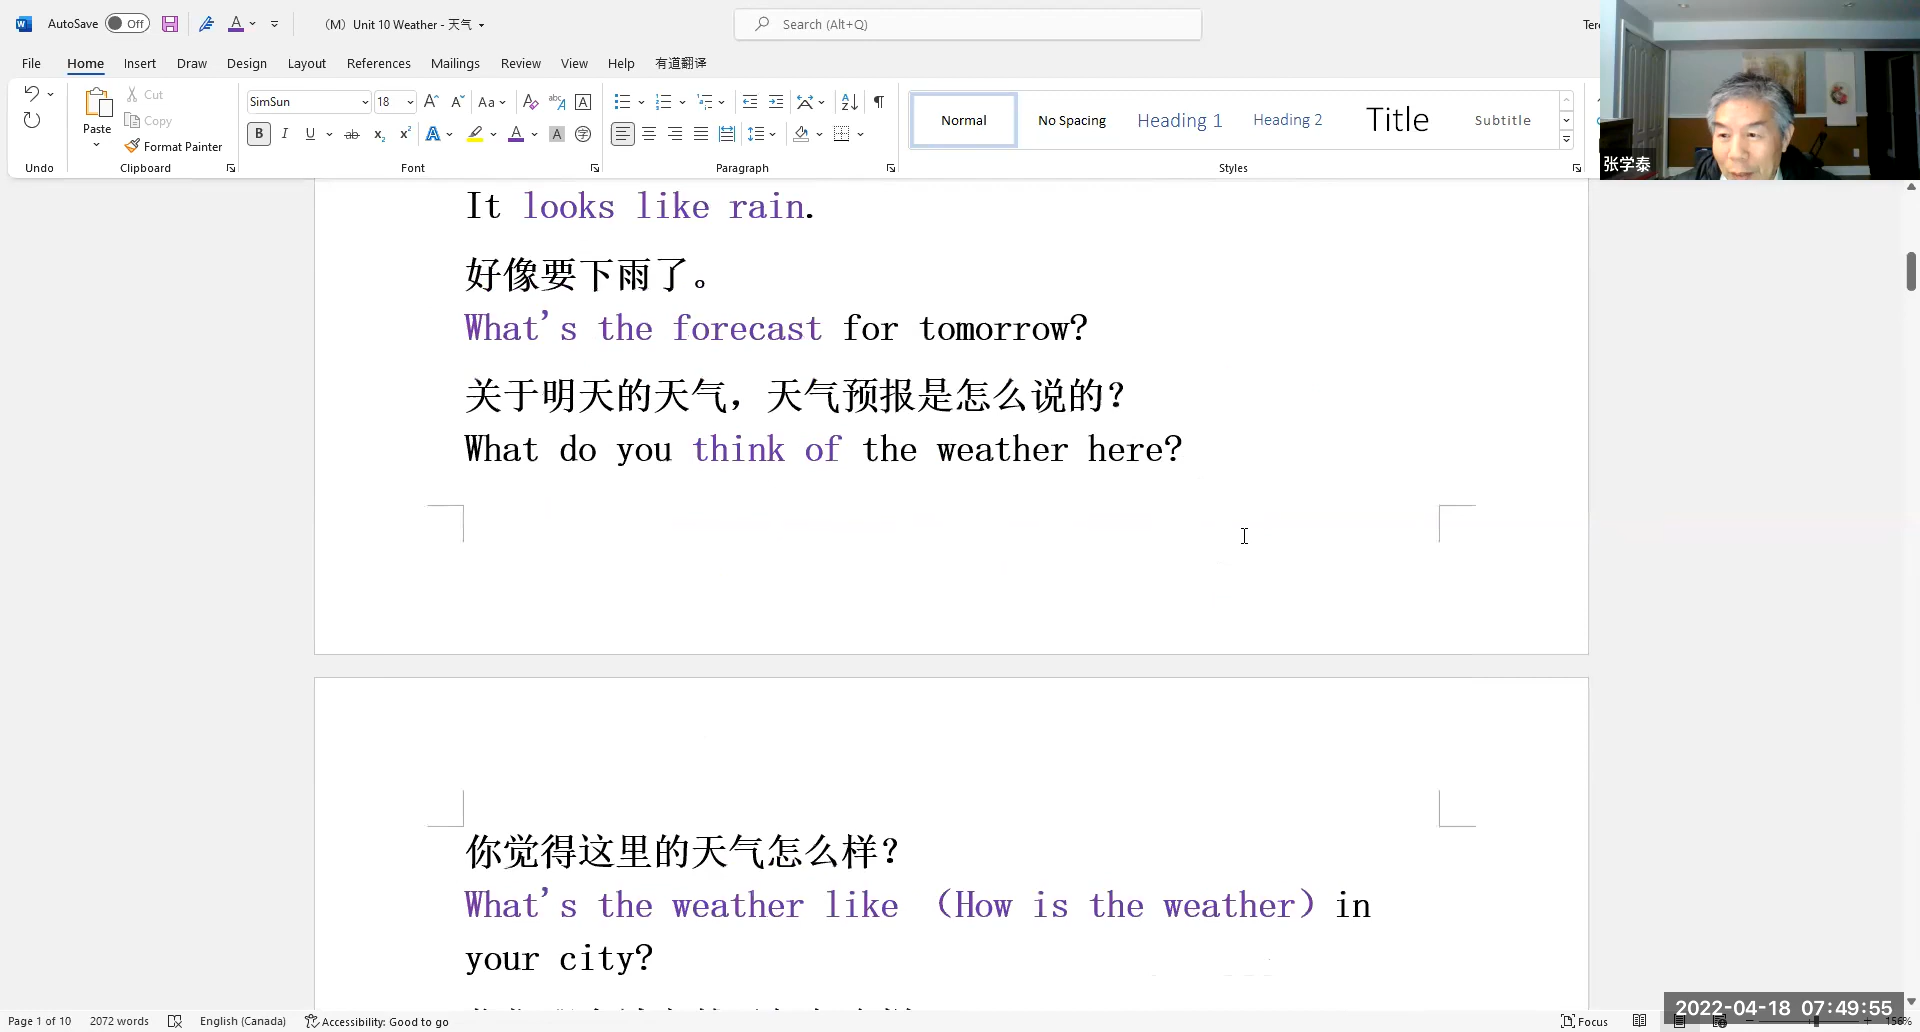 AutoSave Off （M）Unit 10 Weather - 天气 Search (Alt+Q)
File Home Insert Draw Design Layout References Mailings Review View Help 有道翻译
SimSun 18 Aa
Paste
Cut
Copy
Format Painter
Normal No Spacing Heading 1 Heading 2 Title Subtitle
Undo Clipboard Font Paragraph Styles
张学泰
It looks like rain.
好像要下雨了。
What's the forecast for tomorrow?
关于明天的天气，天气预报是怎么说的？
What do you think of the weather here?
你觉得这里的天气怎么样？
What's the weather like （How is the weather）in
your city?
Page 1 of 10 2072 words English (Canada) Accessibility: Good to go Focus 156%
2022-04-18 07:49:55